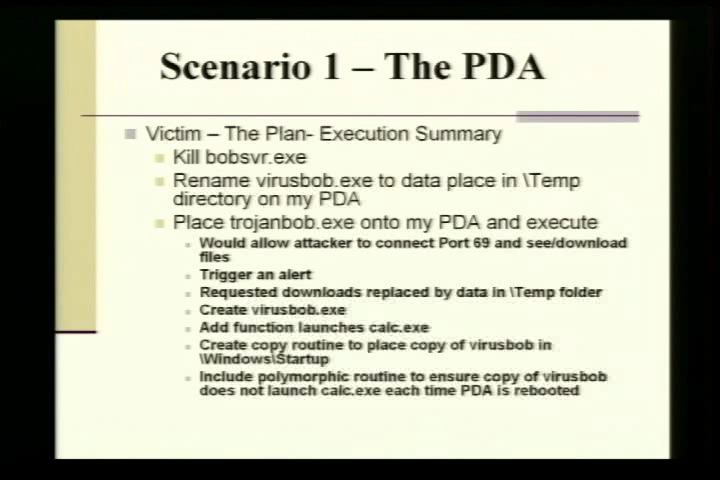 Scenario 1 – The PDA
Victim – The Plan- Execution Summary
Kill bobsvr.exe
Rename virusbob.exe to data place in \Temp
directory on my PDA
Place trojanbob.exe onto my PDA and execute
Would allow attacker to connect Port 69 and see/download
files
Trigger an alert
Requested downloads replaced by data in \Temp folder
Create virusbob.exe
Add function launches calc.exe
Create copy routine to place copy of virusbob in
\Windows\Startup
Include polymorphic routine to ensure copy of virusbob
does not launch calc.exe each time PDA is rebooted